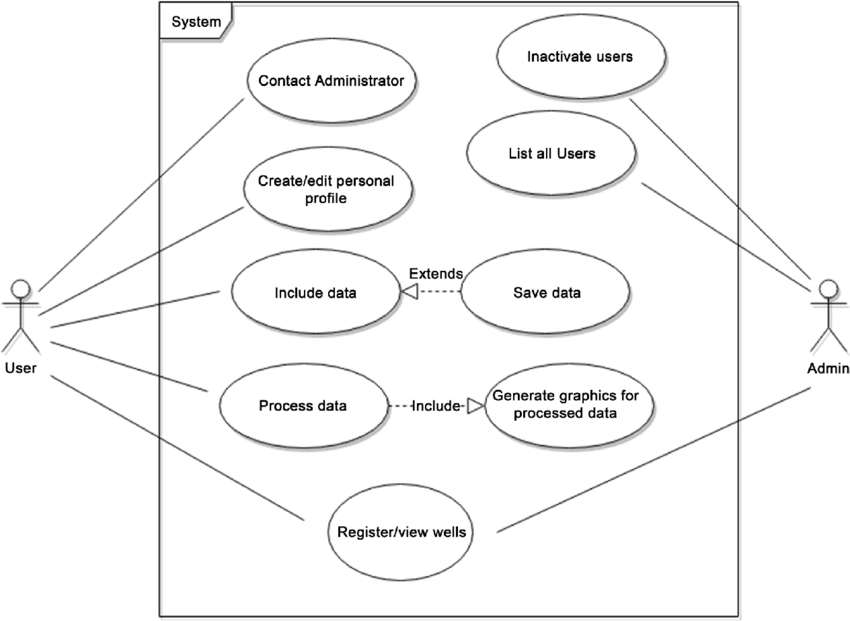 System
Inactivate users
Contact Administrator
List all Users
Create/edit personal
profile
Extends
Include data
Save data
User
Admin
Process data
Include
Generate graphics for
processed data
Register/view wells